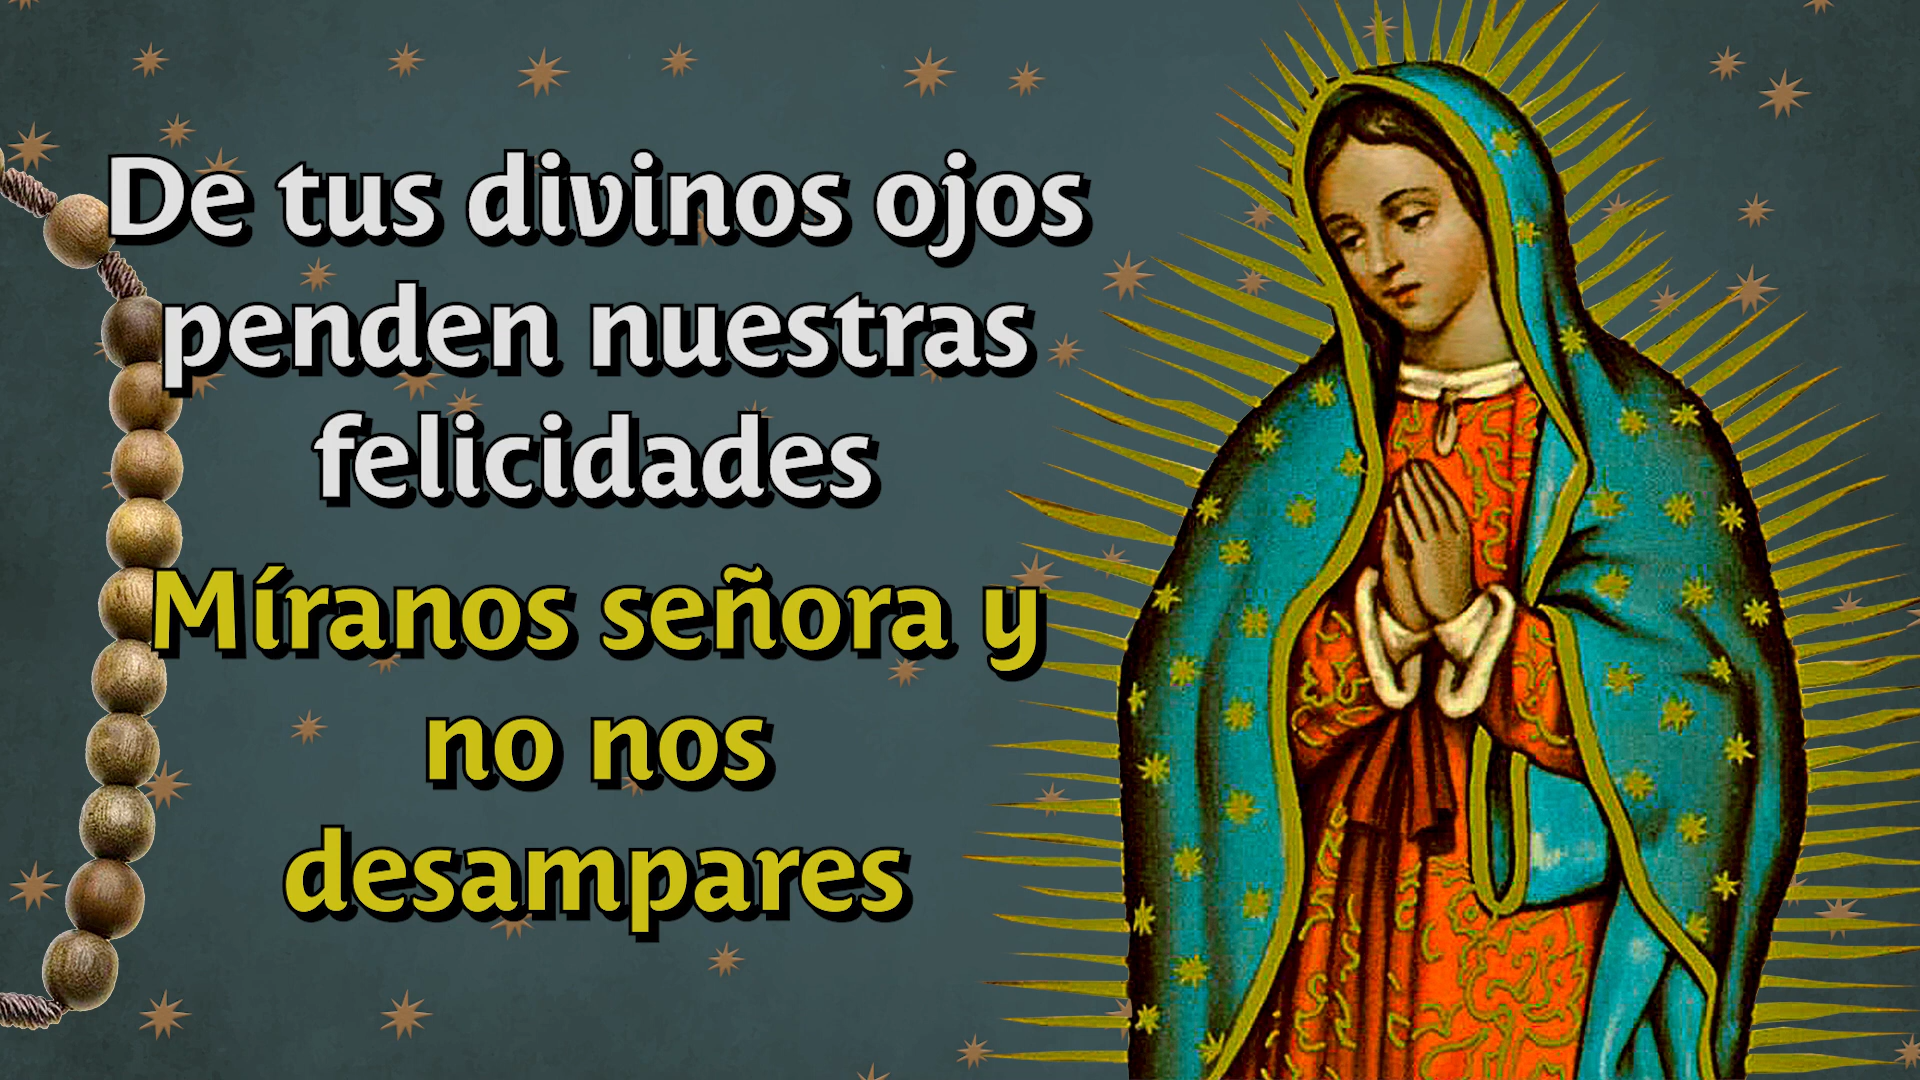 De tus divinos ojos
penden nuestras
felicidades
Míranos señora y
no nos
desampares